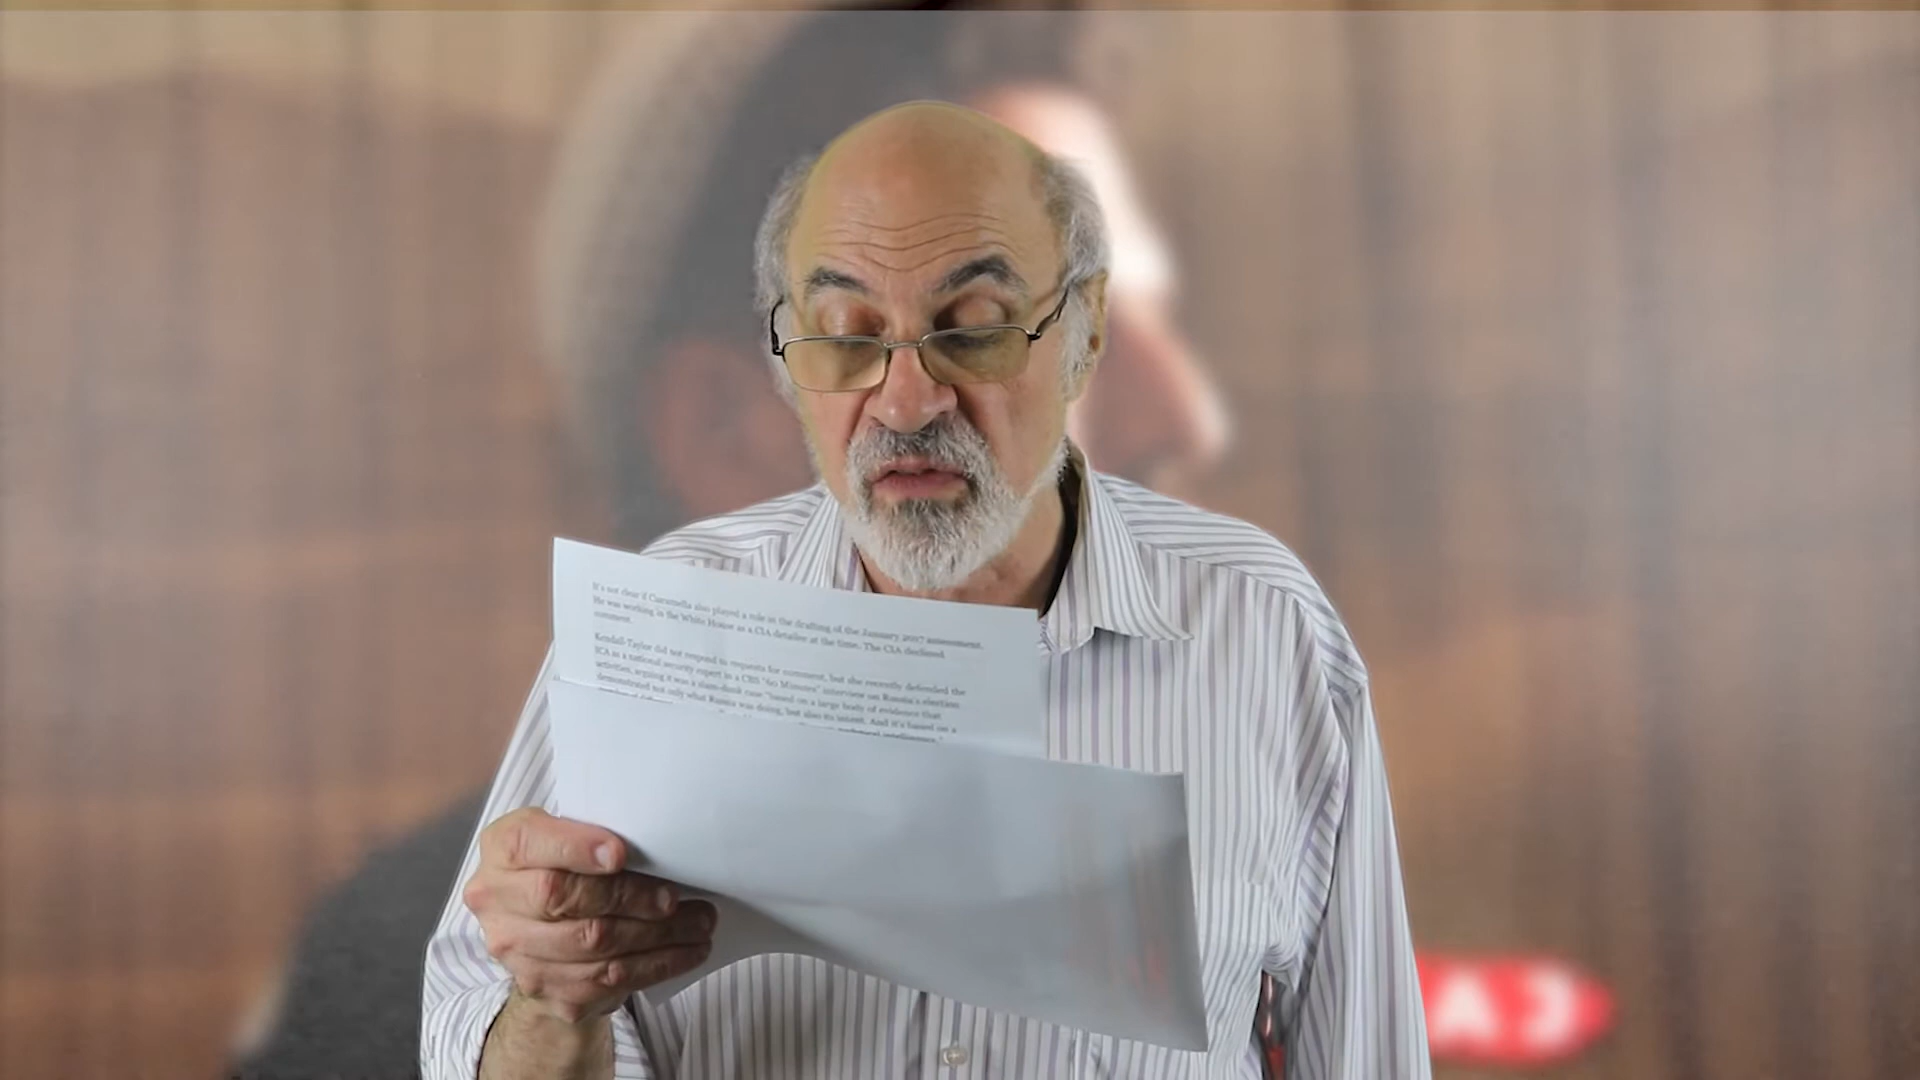 It's not clear if Ciaramella also played a role in the drafting of the January 2017 assessment.
He was working in the White House as a CIA detailee at the time. The CIA declined
comment.
Kendall-Taylor did not respond to requests for comment, but she recently defended the
ICA as a national security expert in a CBS "60 Minutes" interview on Russia's election
activities, arguing it was a slam-dunk case "based on a large body of evidence that
demonstrated not only what Russia was doing, but also its intent. And it's based on a
technical intelligence."
A J